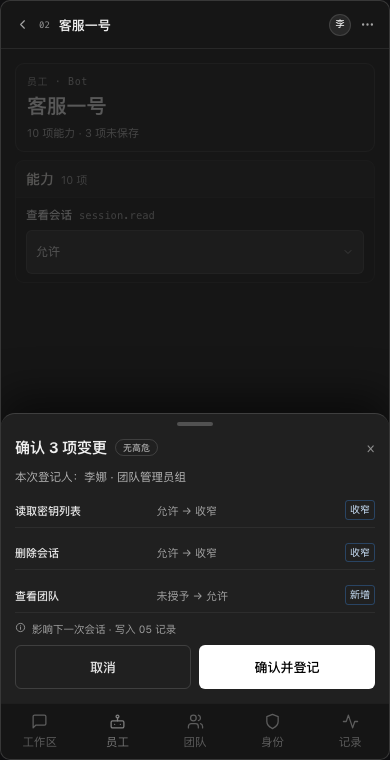 02 客服一号 李
员工 · Bot
客服一号
10 项能力 · 3 项未保存
能力 10 项
查看会话 session.read
允许
确认 3 项变更 无高危 ×
本次登记人：李娜 · 团队管理员组
读取密钥列表 允许 → 收窄 收窄
删除会话 允许 → 收窄 收窄
查看团队 未授予 → 允许 新增
影响下一次会话 · 写入 05 记录
取消 确认并登记
工作区 员工 团队 身份 记录